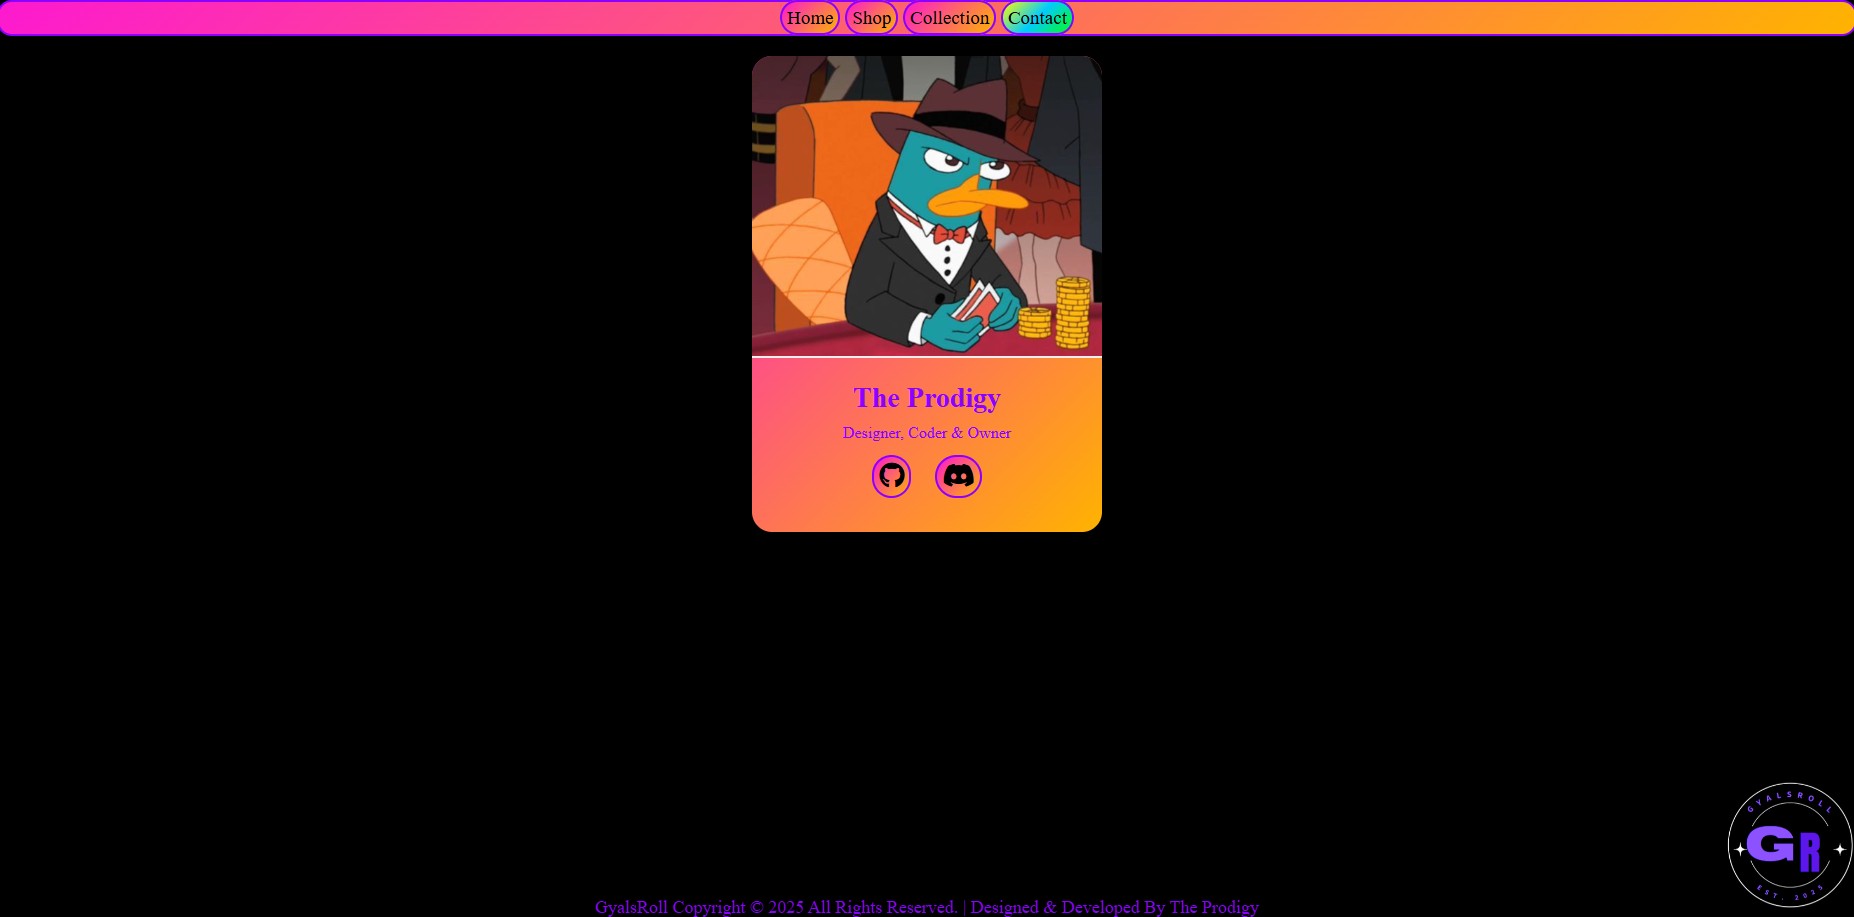 Home Shop Collection Contact
The Prodigy
Designer, Coder & Owner
GYALSROLL
GR
EST. 2025
GyalsRoll Copyright © 2025 All Rights Reserved. | Designed & Developed By The Prodigy